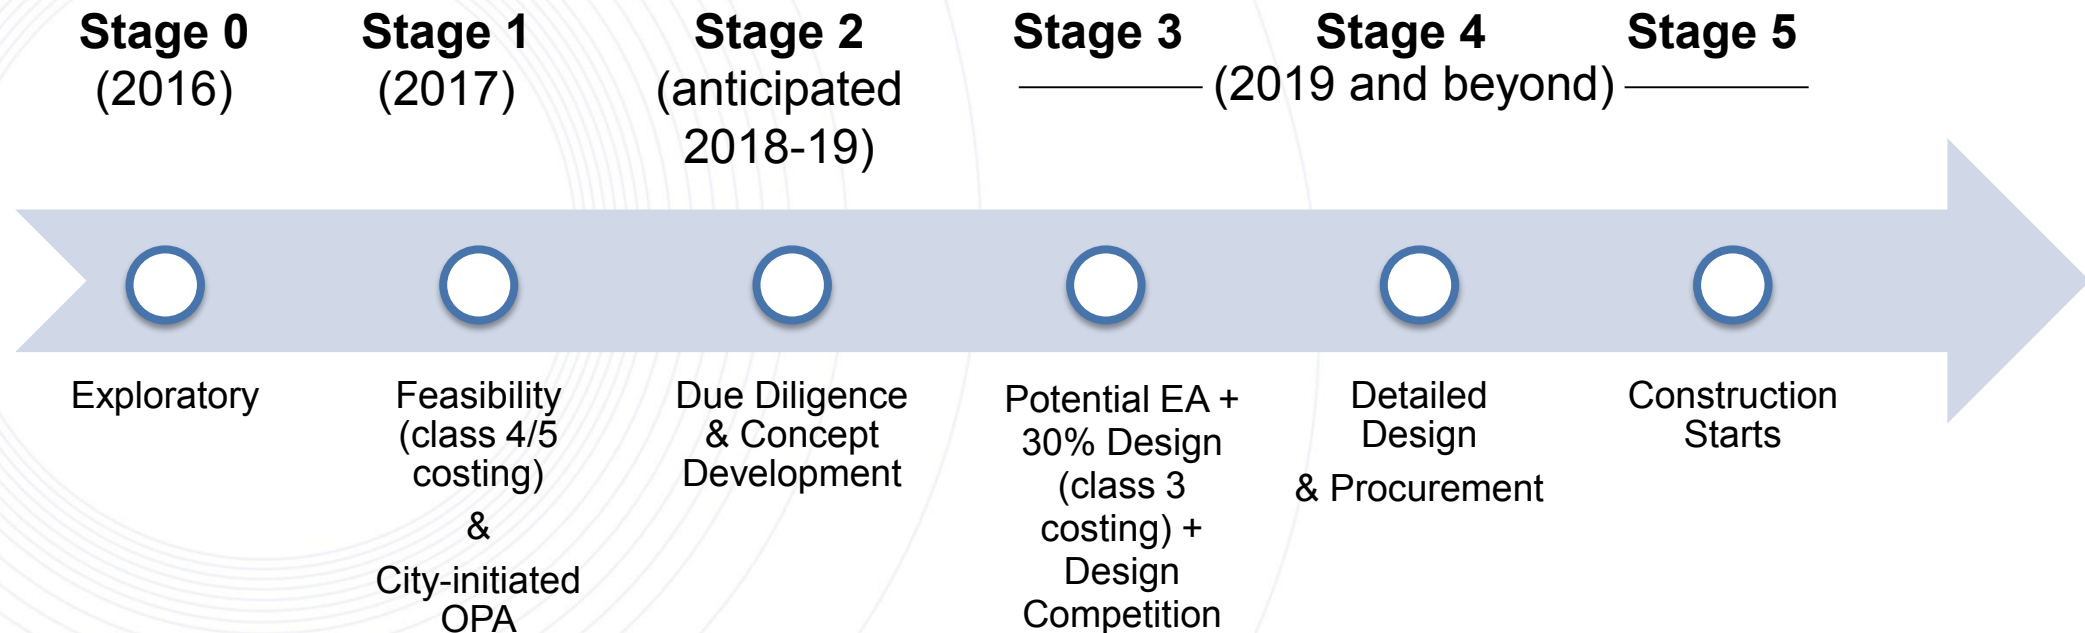 Stage 0
(2016)
Stage 1
(2017)
Stage 2
(anticipated
2018-19)
Stage 3
Stage 4
Stage 5
(2019 and beyond)
Exploratory
Feasibility
(class 4/5
costing)
&
City-initiated
OPA
Due Diligence
& Concept
Development
Potential EA +
30% Design
(class 3
costing) +
Design
Competition
Detailed
Design
& Procurement
Construction
Starts